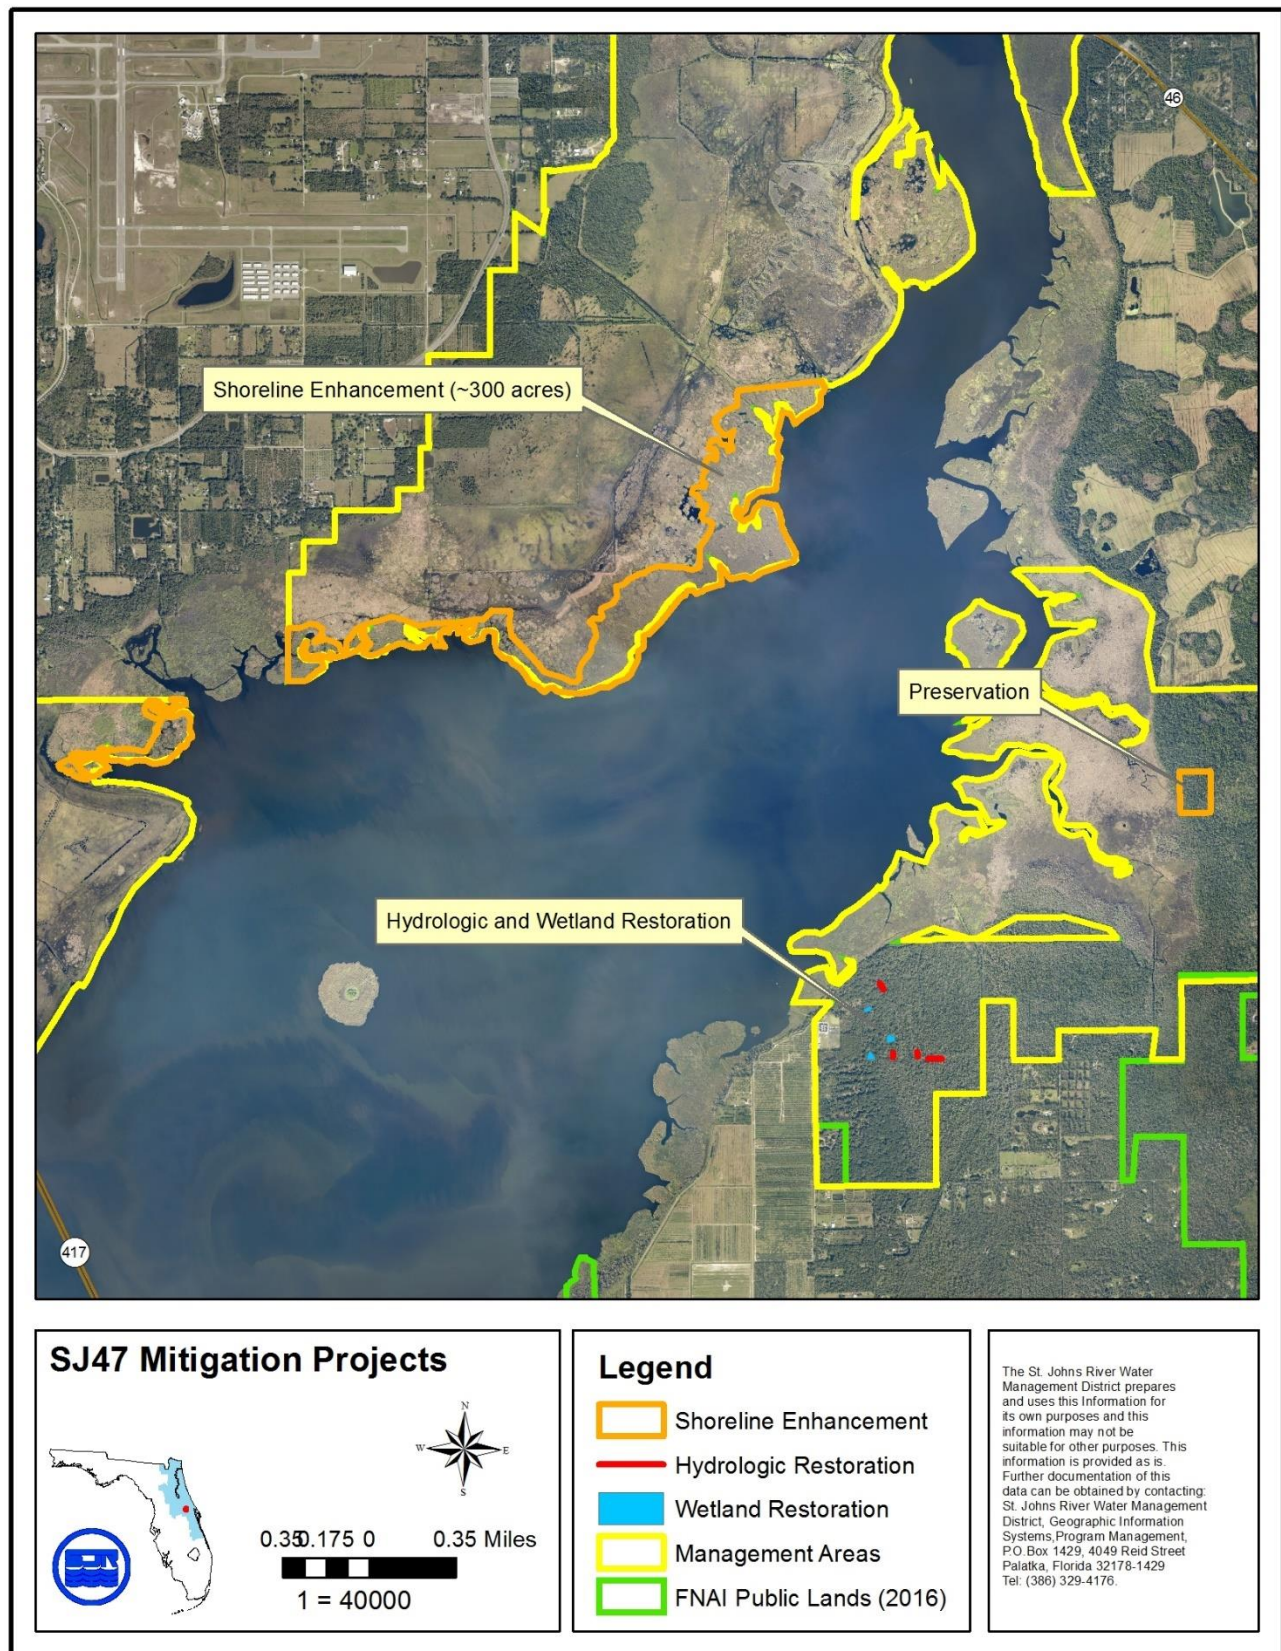 46
Shoreline Enhancement (~300 acres)
Preservation
Hydrologic and Wetland Restoration
417
SJ47 Mitigation Projects
N
W
E
S
0.35 0.175 0 0.35 Miles
1 = 40000
Legend
Shoreline Enhancement
Hydrologic Restoration
Wetland Restoration
Management Areas
FNAI Public Lands (2016)
The St. Johns River Water
Management District prepares
and uses this Information for
its own purposes and this
information may not be
suitable for other purposes. This
information is provided as is.
Further documentation of this
data can be obtained by contacting:
St. Johns River Water Management
District, Geographic Information
Systems,Program Management,
P.O. Box 1429, 4049 Reid Street
Palatka, Florida 32178-1429
Tel: (386) 329-4176.